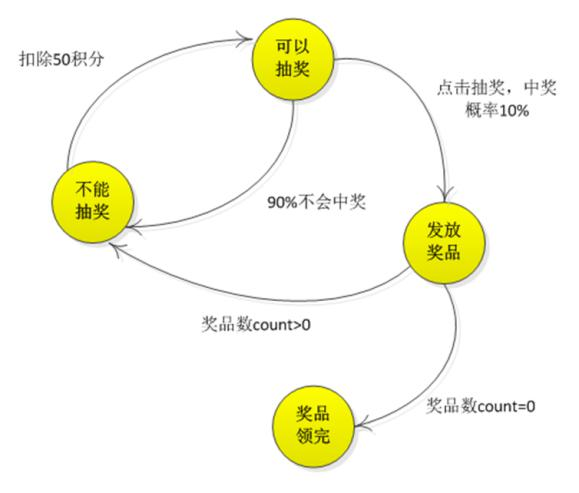 可以
抽奖
扣除50积分
点击抽奖，中奖
概率10%
不能
抽奖
90%不会中奖
发放
奖品
奖品数count>0
奖品
领完
奖品数count=0